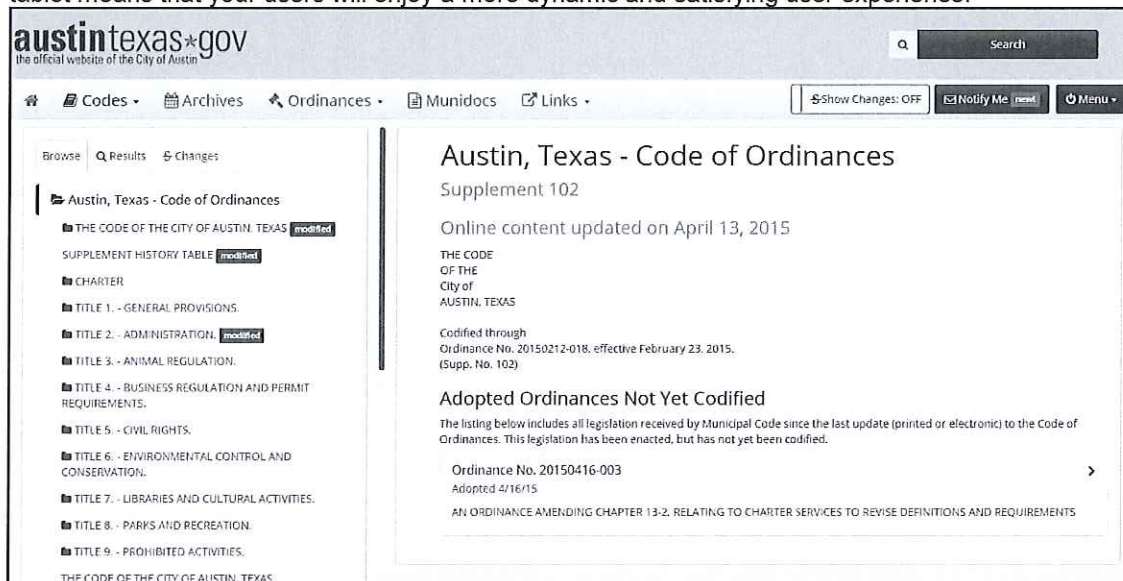 tablet means that your users will enjoy a more dynamic and satisfying user experience.
austintexas*gov
the official website of the City of Austin
Search
Codes
Archives
Ordinances
Munidocs
Links
Show Changes: OFF
Notify Me new!
Menu
Browse
Results
Changes
Austin, Texas - Code of Ordinances
THE CODE OF THE CITY OF AUSTIN, TEXAS modified
SUPPLEMENT HISTORY TABLE modified
CHARTER
TITLE 1. - GENERAL PROVISIONS.
TITLE 2. - ADMINISTRATION. modified
TITLE 3. - ANIMAL REGULATION.
TITLE 4. - BUSINESS REGULATION AND PERMIT
REQUIREMENTS.
TITLE 5. - CIVIL RIGHTS.
TITLE 6. - ENVIRONMENTAL CONTROL AND
CONSERVATION.
TITLE 7. - LIBRARIES AND CULTURAL ACTIVITIES.
TITLE 8. - PARKS AND RECREATION.
TITLE 9. - PROHIBITED ACTIVITIES.
THE CODE OF THE CITY OF AUSTIN, TEXAS
Austin, Texas - Code of Ordinances
Supplement 102
Online content updated on April 13, 2015
THE CODE
OF THE
City of
AUSTIN, TEXAS
Codified through
Ordinance No. 20150212-018, effective February 23, 2015.
(Supp. No. 102)
Adopted Ordinances Not Yet Codified
The listing below includes all legislation received by Municipal Code since the last update (printed or electronic) to the Code of
Ordinances. This legislation has been enacted, but has not yet been codified.
Ordinance No. 20150416-003
Adopted 4/16/15
AN ORDINANCE AMENDING CHAPTER 13-2, RELATING TO CHARTER SERVICES TO REVISE DEFINITIONS AND REQUIREMENTS